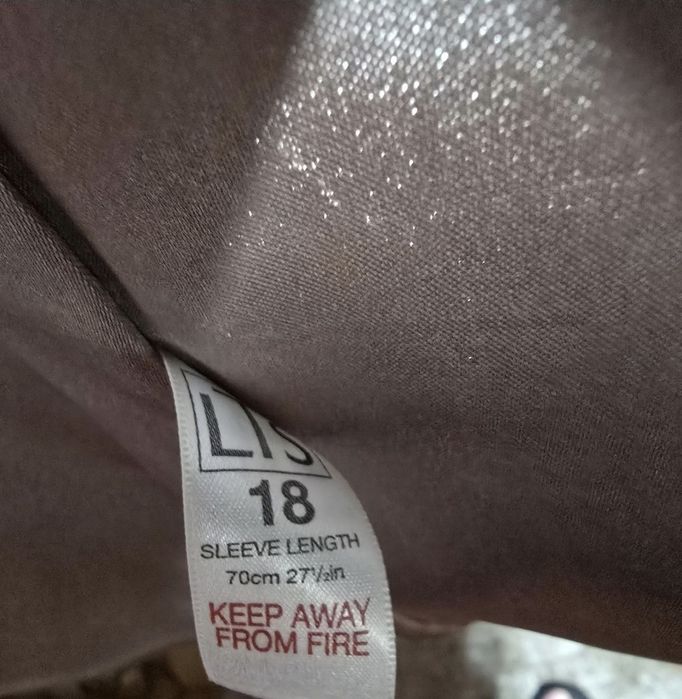 LTS
18
SLEEVE LENGTH
70cm 27½in
KEEP AWAY
FROM FIRE